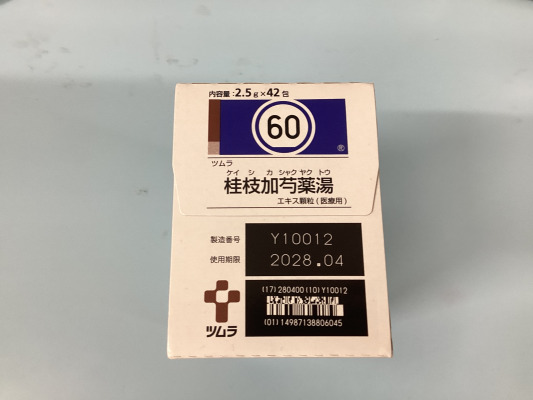 内容量:2.5g×42包
60
®
ツムラ
ケイ シ カ シャク ヤク トウ
桂枝加芍薬湯
エキス顆粒(医療用)
製造番号 Y10012
使用期限 2028.04
(17)280400(10)Y10012
(01)14987138806045
ツムラ